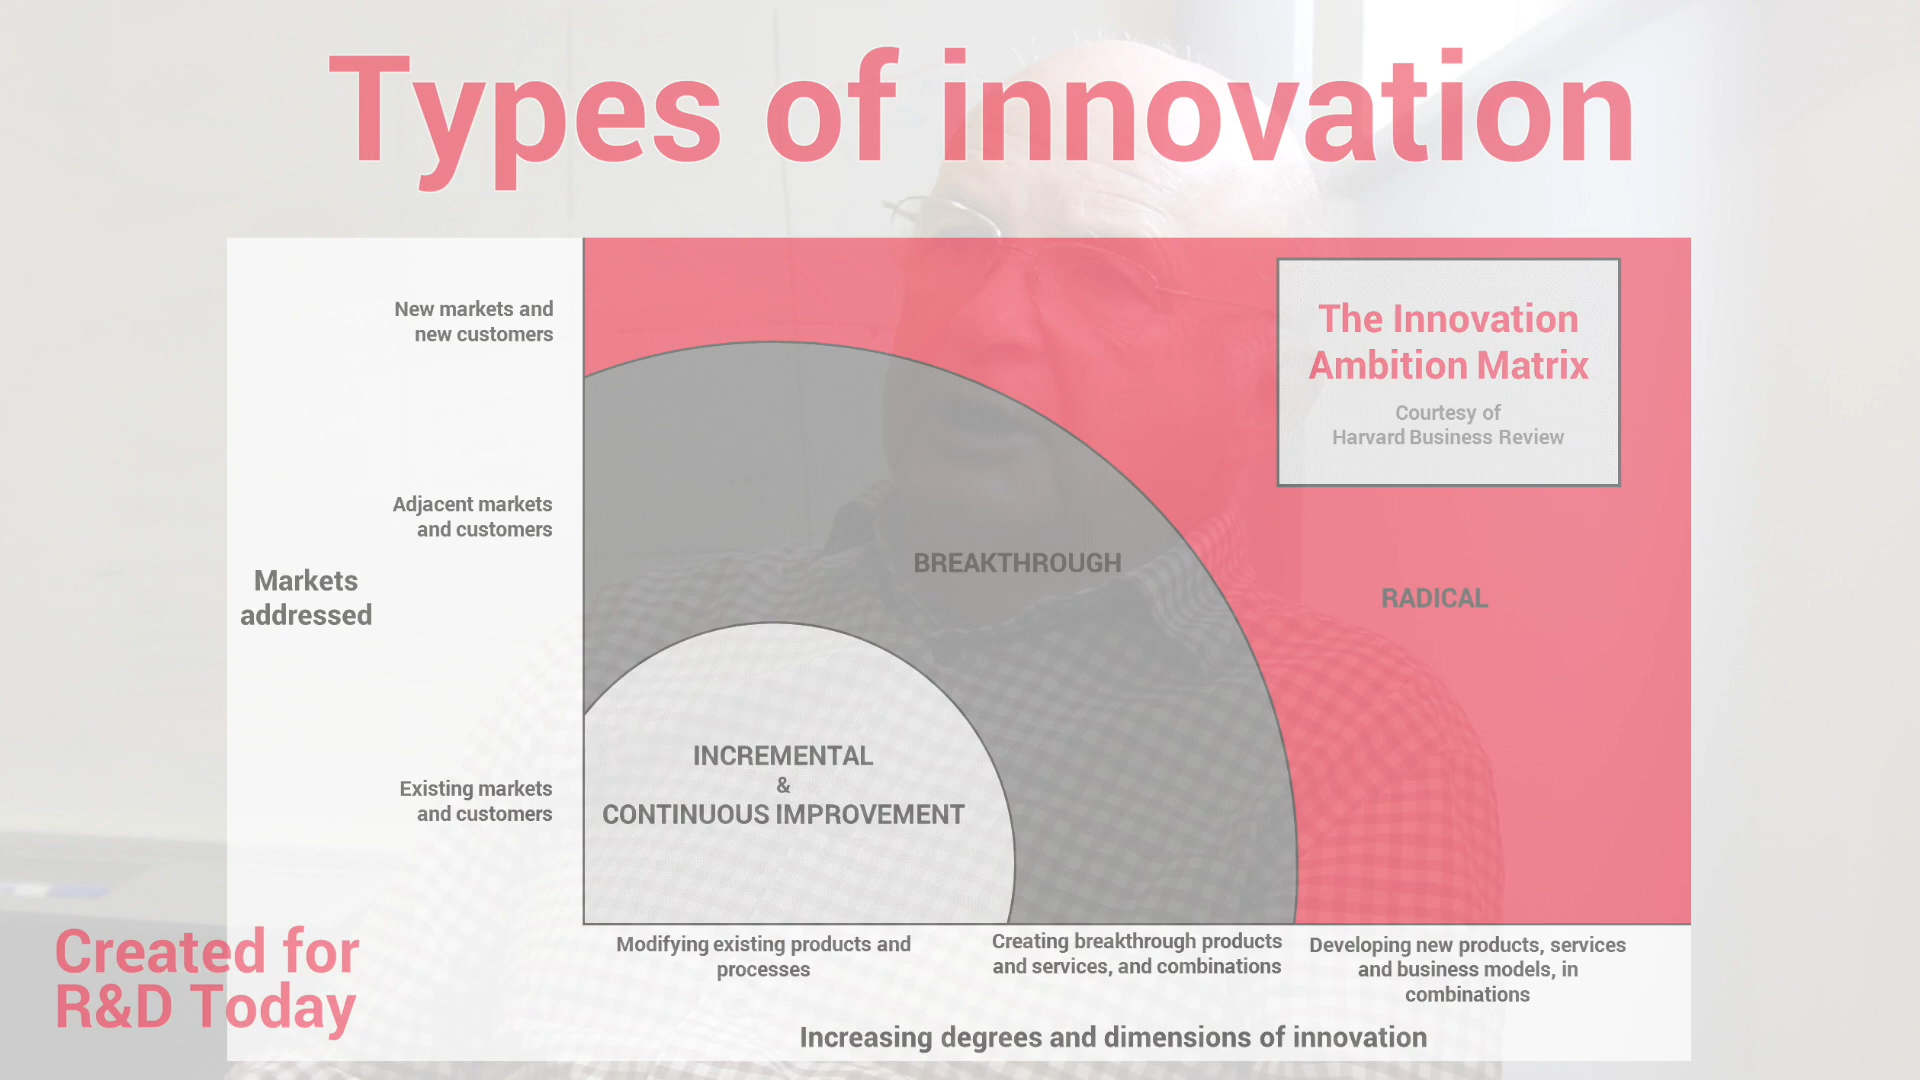 Types of innovation
New markets and
new customers
Adjacent markets
and customers
Markets
addressed
Existing markets
and customers
The Innovation
Ambition Matrix
Courtesy of
Harvard Business Review
BREAKTHROUGH
RADICAL
INCREMENTAL
&
CONTINUOUS IMPROVEMENT
Modifying existing products and
processes
Creating breakthrough products
and services, and combinations
Developing new products, services
and business models, in
combinations
Increasing degrees and dimensions of innovation
Created for
R&D Today